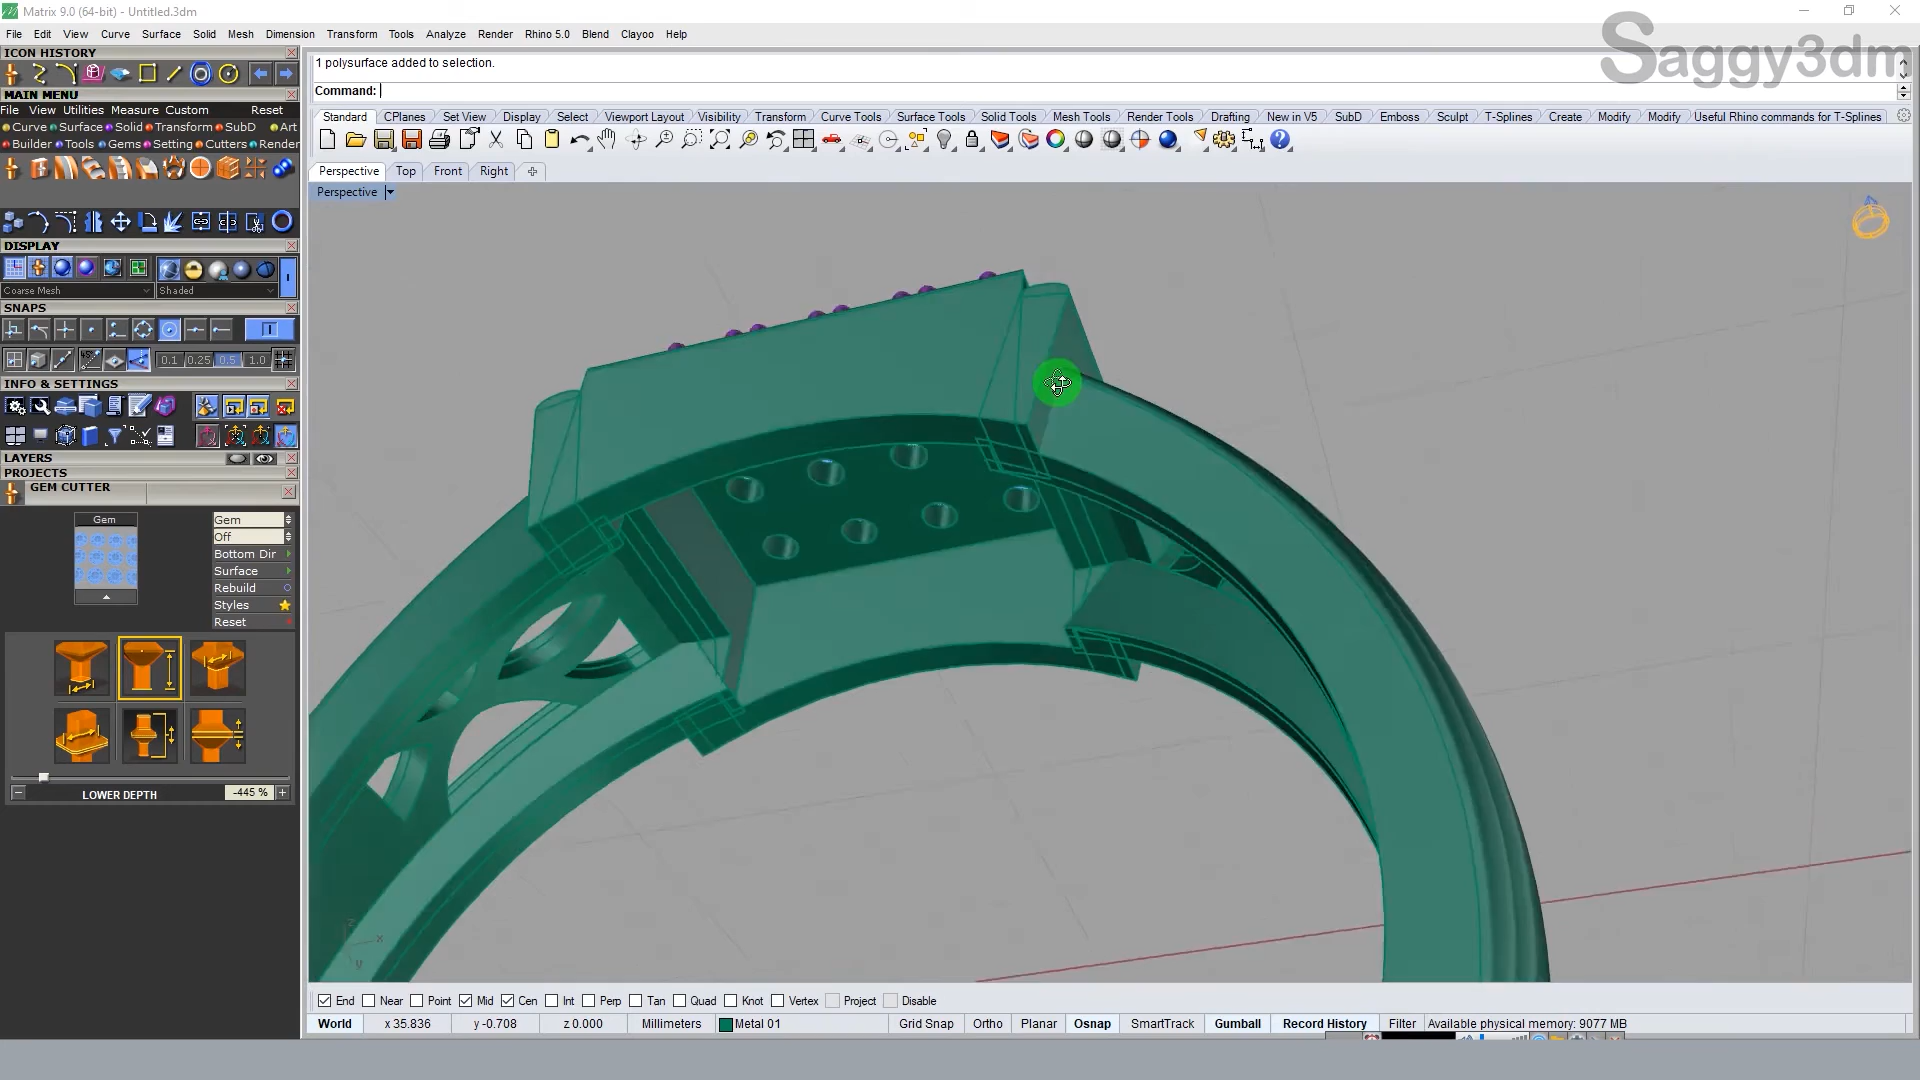 Matrix 9.0 (64-bit) - Untitled.3dm
Saggy3dm
File Edit View Curve Surface Solid Mesh Dimension Transform Tools Analyze Render Rhino 5.0 Blend Clayoo Help
ICON HISTORY
1 polysurface added to selection.
Command:
MAIN MENU
File View Utilities Measure Custom Reset
Curve Surface Solid Transform SubD Art
Builder Tools Gems Setting Cutters Render
Standard CPlanes Set View Display Select Viewport Layout Visibility Transform Curve Tools Surface Tools Solid Tools Mesh Tools Render Tools Drafting New in V5 SubD Emboss Sculpt T-Splines Create Modify Modify Useful Rhino commands for T-Splines
Perspective Top Front Right
Perspective
DISPLAY
Coarse Mesh Shaded
SNAPS
0.1 0.25 0.5 1.0
INFO & SETTINGS
LAYERS
PROJECTS
GEM CUTTER
Gem
Gem
Off
Bottom Dir
Surface
Rebuild
Styles
Reset
LOWER DEPTH -445 %
z
x
y
End Near Point Mid Cen Int Perp Tan Quad Knot Vertex Project Disable
World x 35.836 y -0.708 z 0.000 Millimeters Metal 01 Grid Snap Ortho Planar Osnap SmartTrack Gumball Record History Filter Available physical memory: 9077 MB